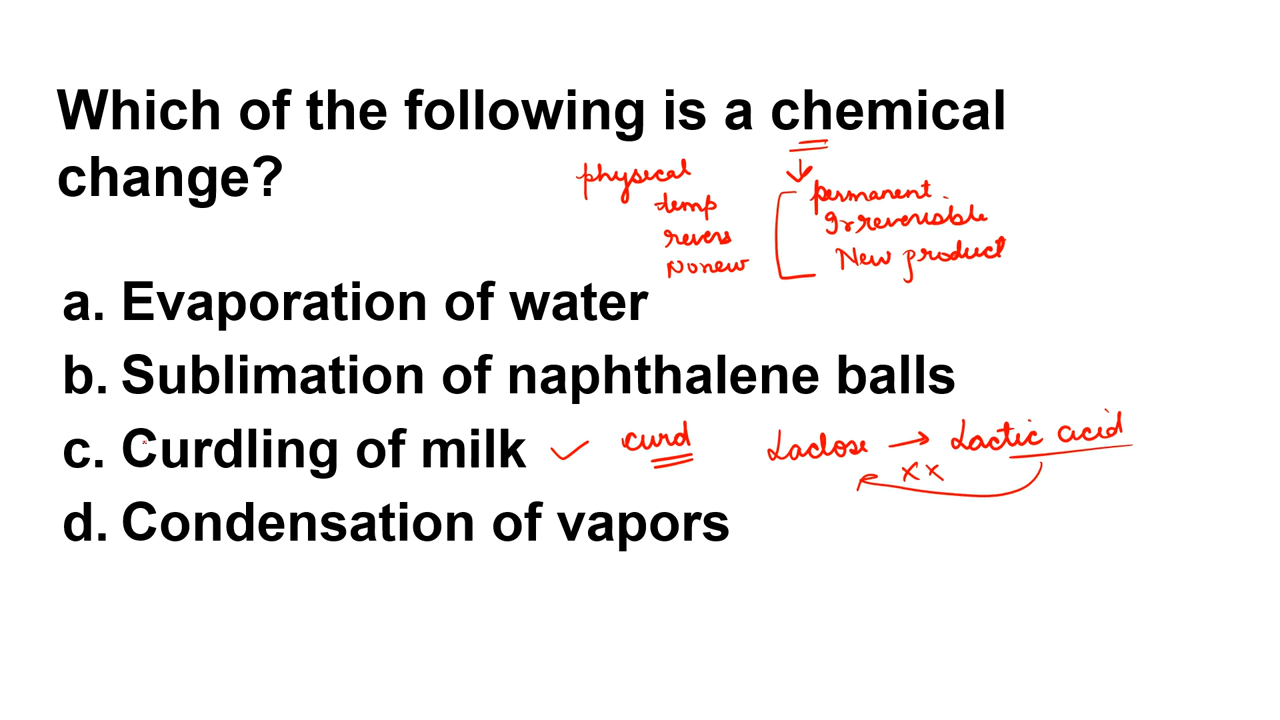 Which of the following is a chemical
change?
physical
temp
revers
No new
permanent.
Irreversible
New product
a. Evaporation of water
b. Sublimation of naphthalene balls
c. Curdling of milk ✓ curd Laclose → Lactic acid
xx
d. Condensation of vapors